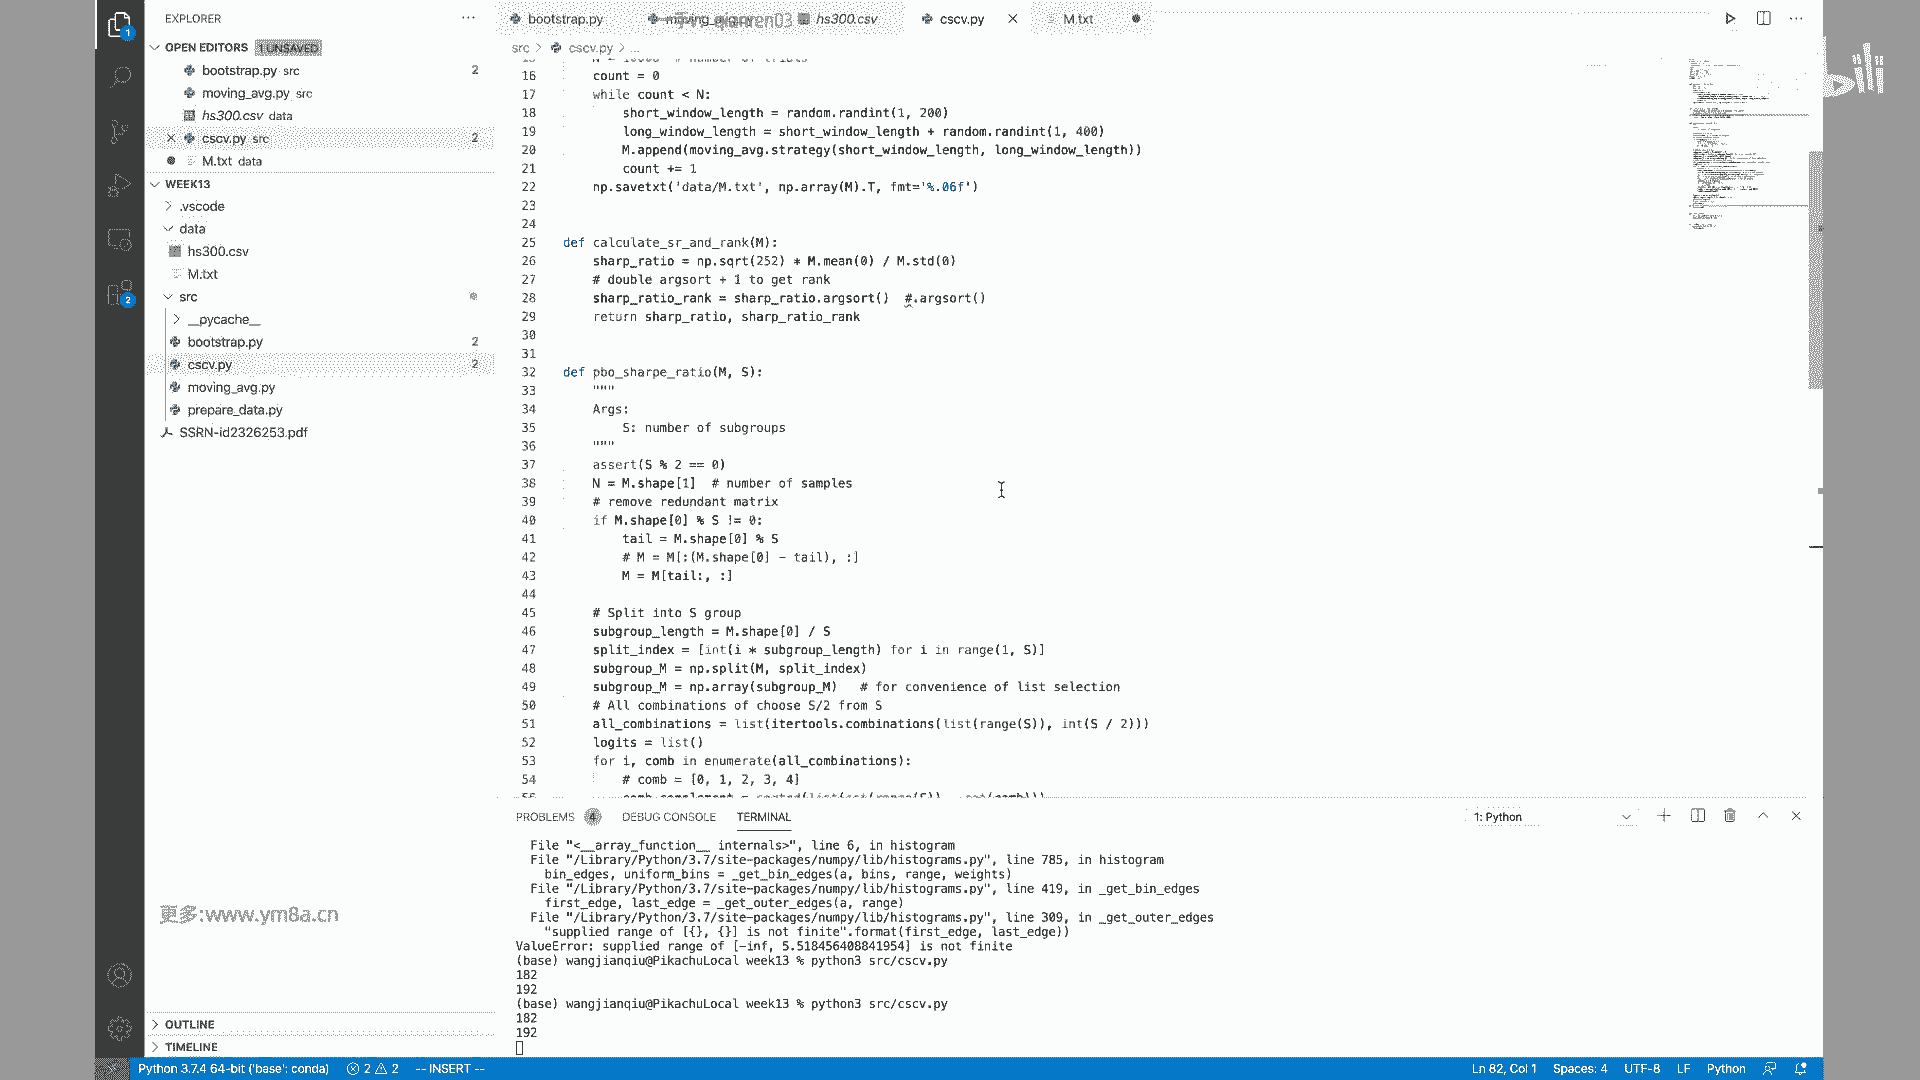 EXPLORER
OPEN EDITORS 1 UNSAVED
bootstrap.py src 2
moving_avg.py src
hs300.csv data
cscv.py src 2
M.txt data
WEEK13
.vscode
data
hs300.csv
M.txt
src
__pycache__
bootstrap.py 2
cscv.py 2
moving_avg.py
prepare_data.py
SSRN-id2326253.pdf
更多:www.ym8a.cn
OUTLINE
TIMELINE
bootstrap.py hs300.csv cscv.py M.txt
src > cscv.py > ...
16 count = 0
17 while count < N:
18 short_window_length = random.randint(1, 200)
19 long_window_length = short_window_length + random.randint(1, 400)
20 M.append(moving_avg.strategy(short_window_length, long_window_length))
21 count += 1
22 np.savetxt('data/M.txt', np.array(M).T, fmt='%.06f')
23
24
25 def calculate_sr_and_rank(M):
26 sharp_ratio = np.sqrt(252) * M.mean(0) / M.std(0)
27 # double argsort + 1 to get rank
28 sharp_ratio_rank = sharp_ratio.argsort() #.argsort()
29 return sharp_ratio, sharp_ratio_rank
30
31
32 def pbo_sharpe_ratio(M, S):
33 """
34 Args:
35 S: number of subgroups
36 """
37 assert(S % 2 == 0)
38 N = M.shape[1] # number of samples
39 # remove redundant matrix
40 if M.shape[0] % S != 0:
41 tail = M.shape[0] % S
42 # M = M[:(M.shape[0] - tail), :]
43 M = M[tail:, :]
44
45 # Split into S group
46 subgroup_length = M.shape[0] / S
47 split_index = [int(i * subgroup_length) for i in range(1, S)]
48 subgroup_M = np.split(M, split_index)
49 subgroup_M = np.array(subgroup_M) # for convenience of list selection
50 # All combinations of choose S/2 from S
51 all_combinations = list(itertools.combinations(list(range(S)), int(S / 2)))
52 logits = list()
53 for i, comb in enumerate(all_combinations):
54 # comb = [0, 1, 2, 3, 4]
PROBLEMS 4 DEBUG CONSOLE TERMINAL 1: Python
File "<__array_function__ internals>", line 6, in histogram
File "/Library/Python/3.7/site-packages/numpy/lib/histograms.py", line 785, in histogram
bin_edges, uniform_bins = _get_bin_edges(a, bins, range, weights)
File "/Library/Python/3.7/site-packages/numpy/lib/histograms.py", line 419, in _get_bin_edges
first_edge, last_edge = _get_outer_edges(a, range)
File "/Library/Python/3.7/site-packages/numpy/lib/histograms.py", line 309, in _get_outer_edges
"supplied range of [{}, {}] is not finite".format(first_edge, last_edge))
ValueError: supplied range of [-inf, 5.518456408841954] is not finite
(base) wangjianqiu@PikachuLocal week13 % python3 src/cscv.py
182
192
(base) wangjianqiu@PikachuLocal week13 % python3 src/cscv.py
182
192
Python 3.7.4 64-bit ('base': conda) 2 2 -- INSERT -- Ln 82, Col 1 Spaces: 4 UTF-8 LF Python